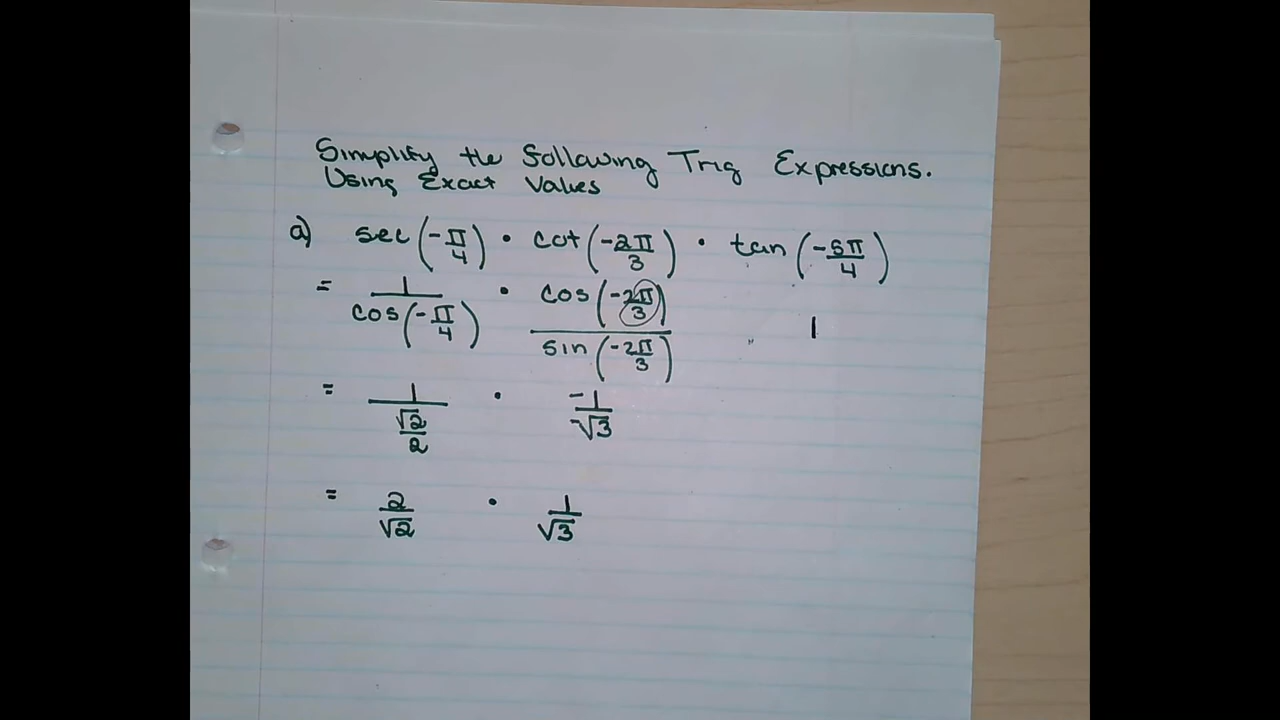 Simplify the Following Trig Expressions.
Using Exact Values
a) sec(-π/4) · cot(-2π/3) · tan(-5π/4)
= 1/cos(-π/4) · cos(-2π/3)/sin(-2π/3) 1
= 1/(√2/2) · -1/-√3
= 2/√2 · 1/√3